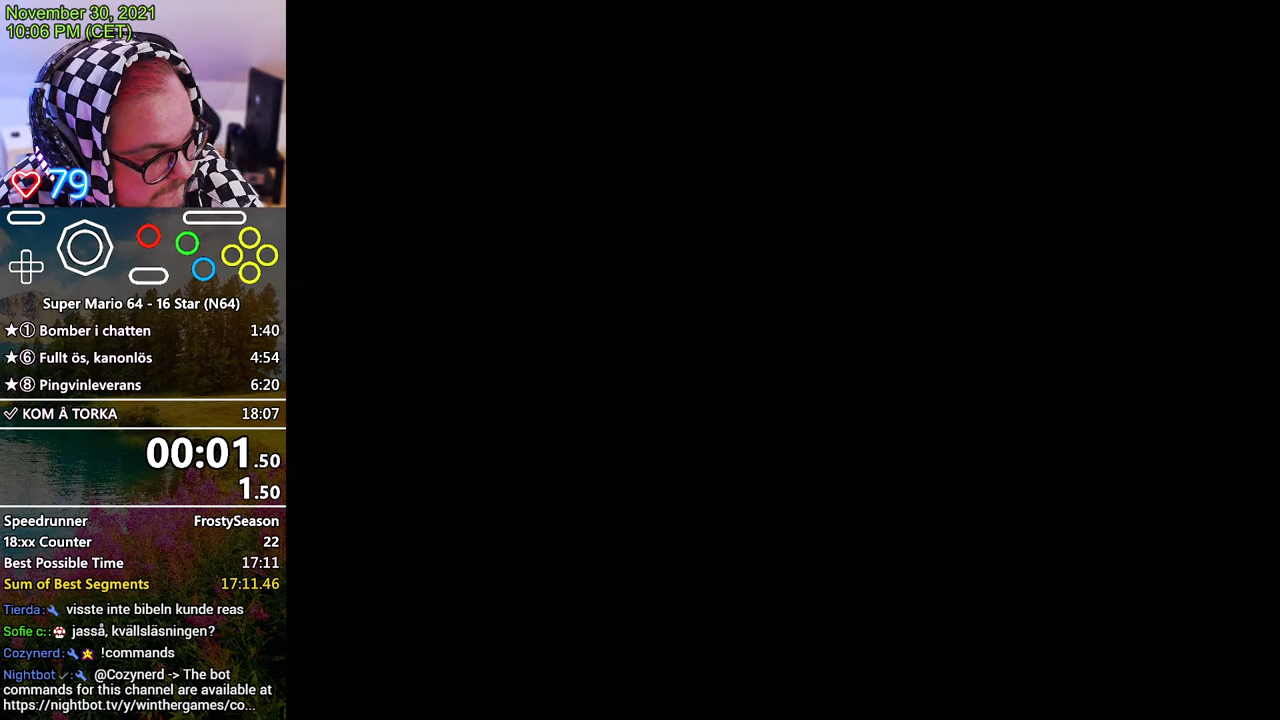 November 30, 2021
10:06 PM (CET)
79
Super Mario 64 - 16 Star (N64)
★① Bomber i chatten 1:40
★⑥ Fullt ös, kanonlös 4:54
★⑧ Pingvinleverans 6:20
✓ KOM Å TORKA 18:07
00:01.50
1.50
Speedrunner FrostySeason
18:xx Counter 22
Best Possible Time 17:11
Sum of Best Segments 17:11.46
Tierda: visste inte bibeln kunde reas
Sofie c:: jasså, kvällsläsningen?
Cozynerd: !commands
Nightbot ✓: @Cozynerd -> The bot
commands for this channel are available at
https://nightbot.tv/y/winthergames/co...